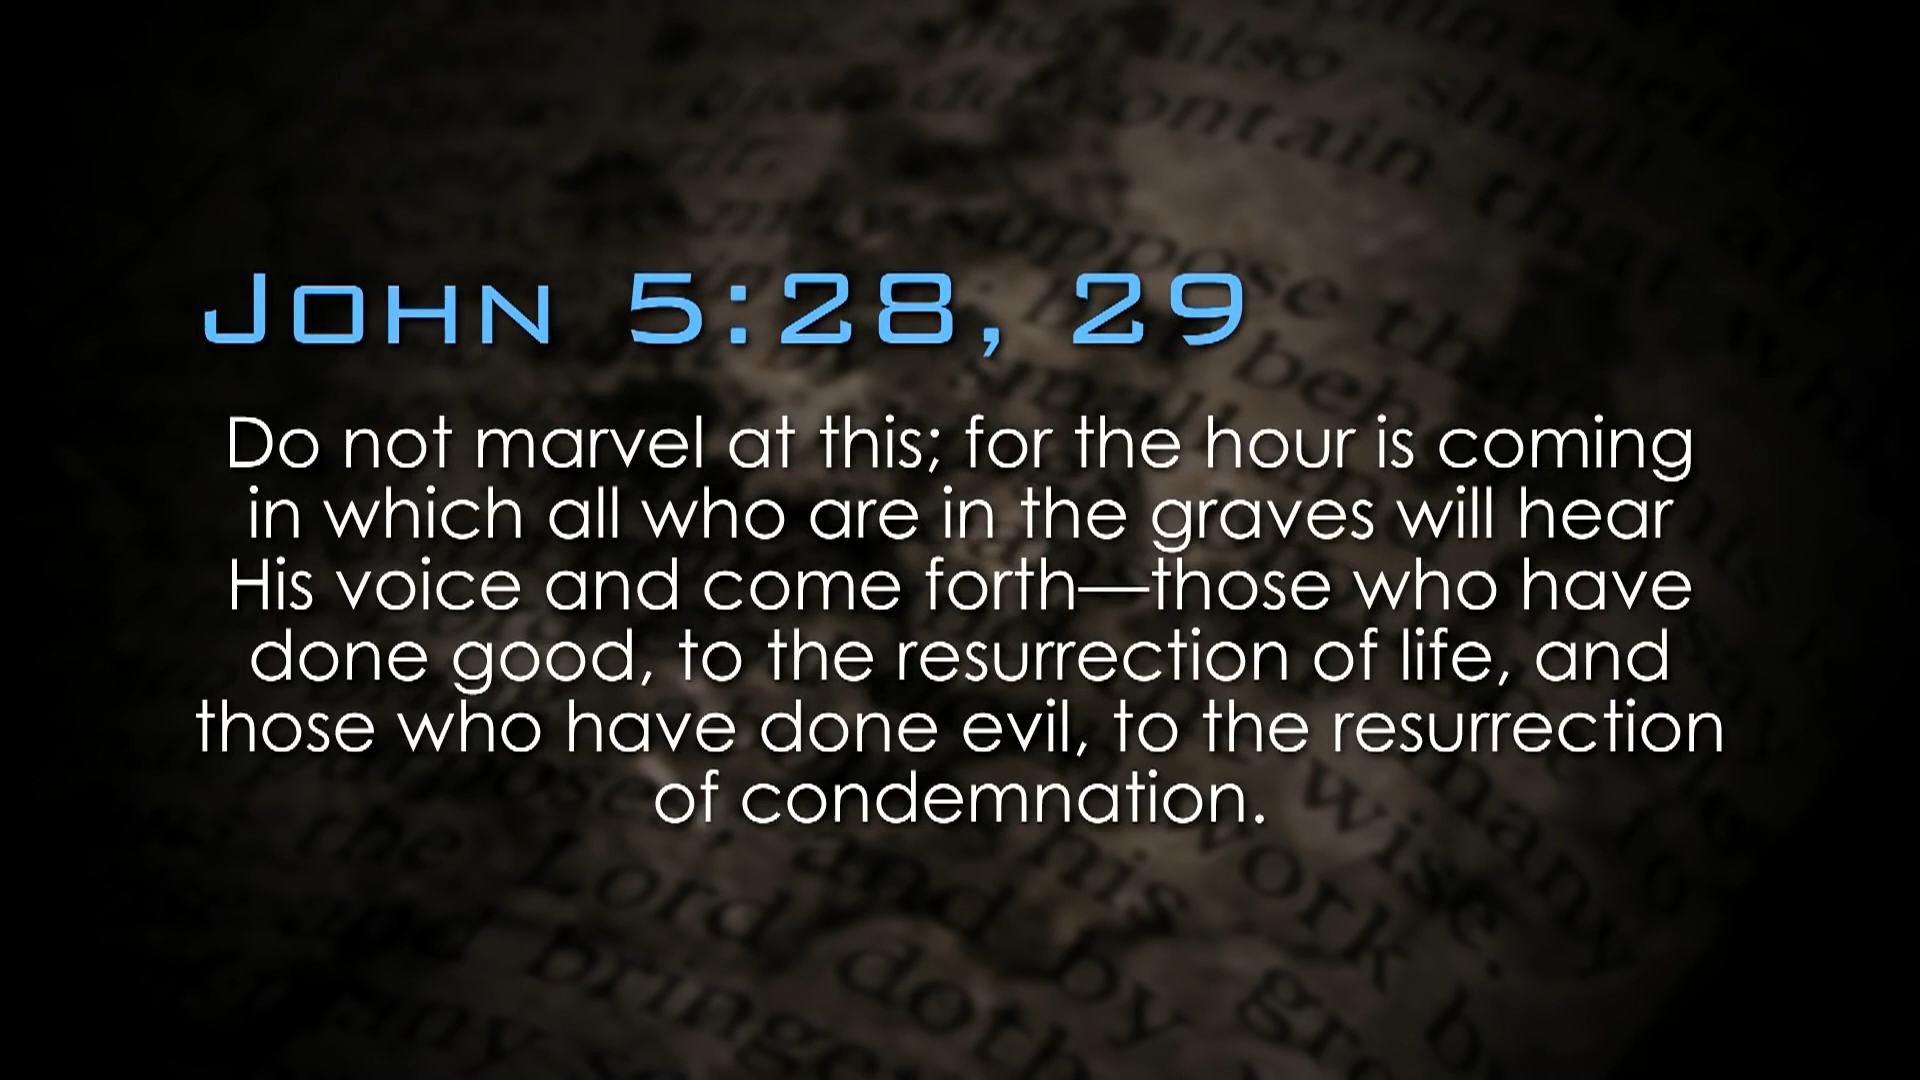 John 5:28, 29
Do not marvel at this; for the hour is coming
in which all who are in the graves will hear
His voice and come forth—those who have
done good, to the resurrection of life, and
those who have done evil, to the resurrection
of condemnation.